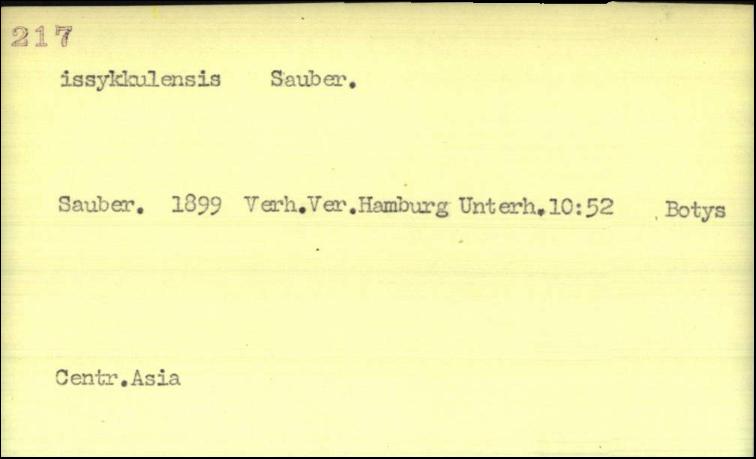 217
issykkulensis Sauber.
Sauber. 1899 Verh.Ver.Hamburg Unterh.10:52 Botys
Centr.Asia